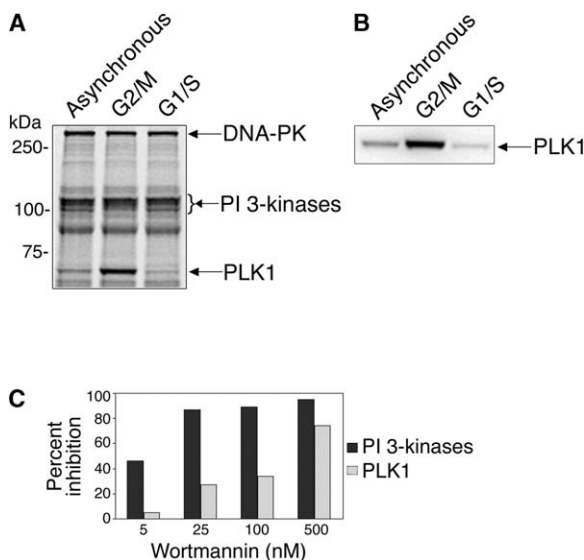 A
Asynchronous
G2/M
G1/S
kDa
250-
100-
75-
DNA-PK
PI 3-kinases
PLK1
B
Asynchronous
G2/M
G1/S
PLK1
C
Percent
inhibition
100
80
60
40
20
0
5 25 100 500
Wortmannin (nM)
PI 3-kinases
PLK1